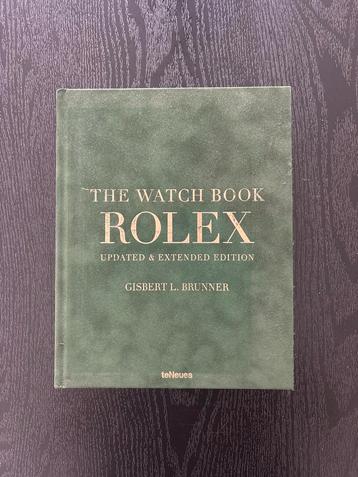 THE WATCH BOOK
ROLEX
UPDATED & EXTENDED EDITION
GISBERT L. BRUNNER
teNeues